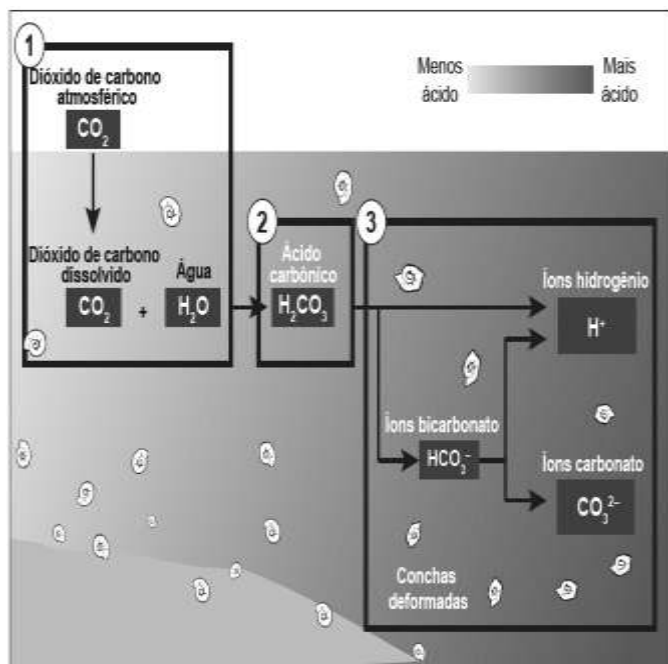 1
Dióxido de carbono
atmosférico
CO₂
Menos
ácido
Mais
ácido
Dióxido de carbono
dissolvido
CO₂
+
Água
H₂O
2
Ácido
carbônico
H₂CO₃
3
Íons hidrogênio
H⁺
Íons bicarbonato
HCO₃⁻
Íons carbonato
CO₃²⁻
Conchas
deformadas